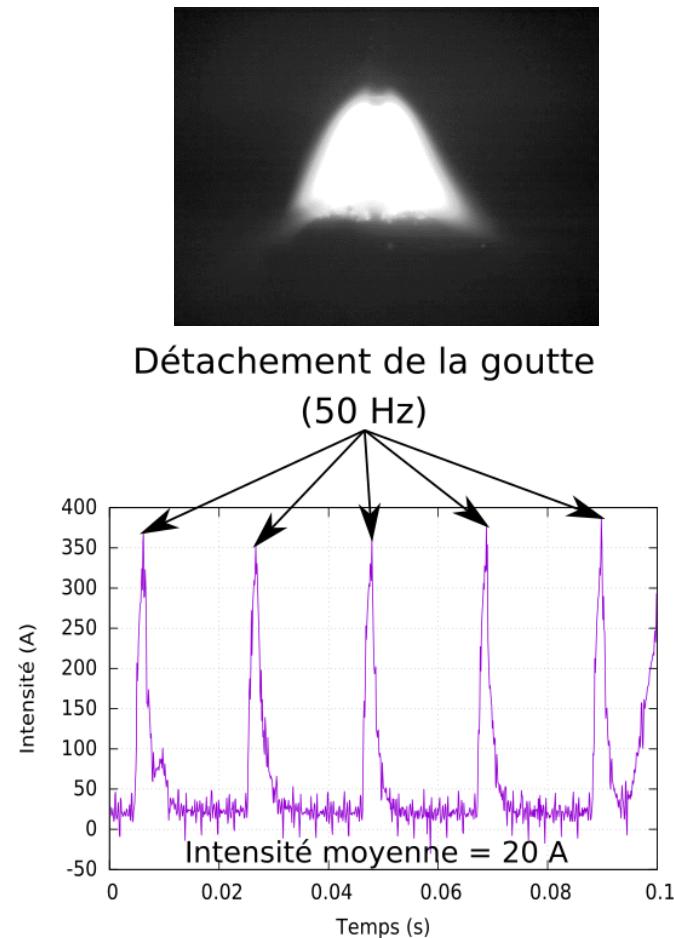 Détachement de la goutte
(50 Hz)
400
350
300
250
200
150
100
50
0
-50
Intensité (A)
Intensité moyenne = 20 A
0 0.02 0.04 0.06 0.08 0.1
Temps (s)